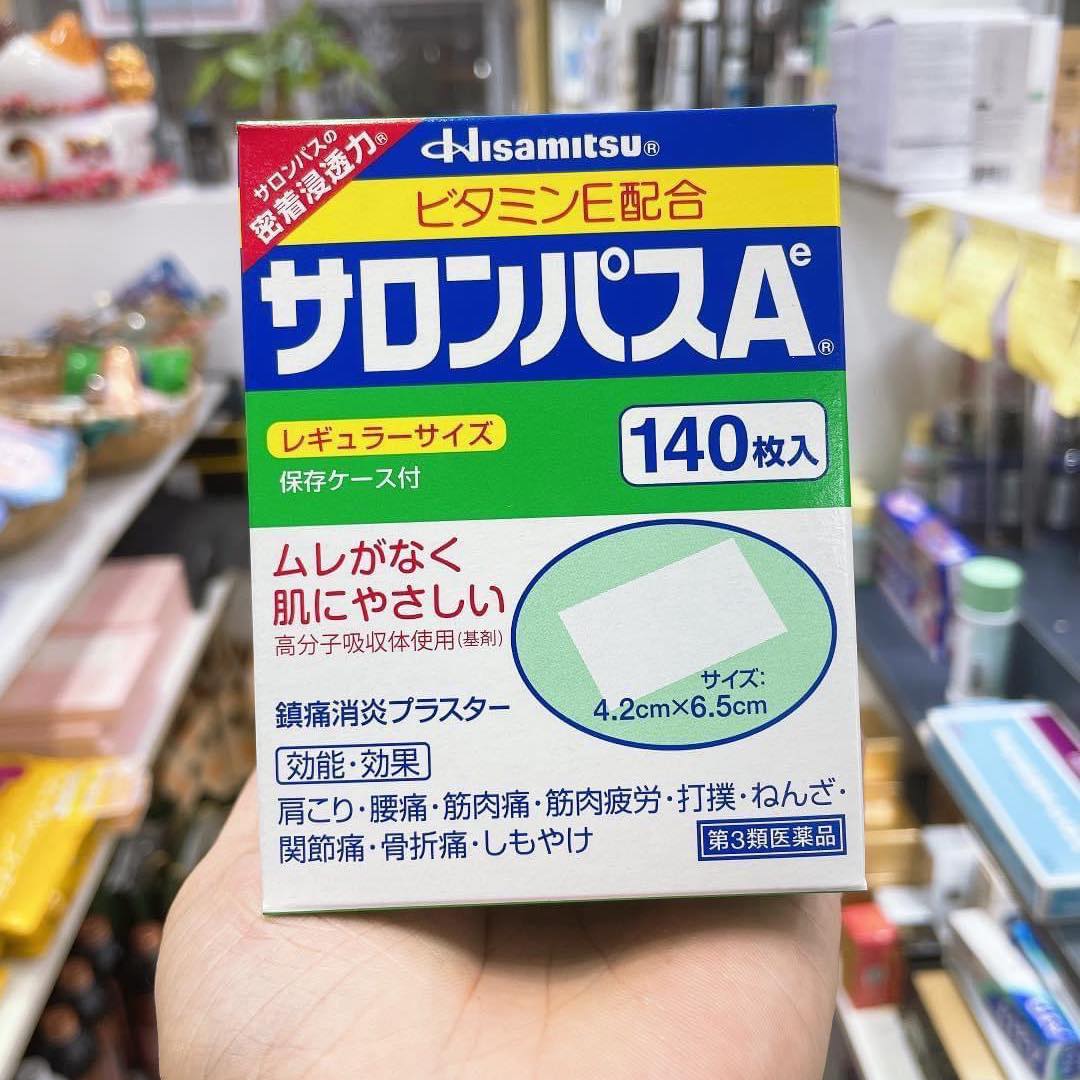 サロンパスの
密着浸透力®
Hisamitsu®
ビタミンE配合
サロンパスAe®
レギュラーサイズ
140枚入
保存ケース付
ムレがなく
肌にやさしい
高分子吸収体使用(基剤)
サイズ:
4.2cm×6.5cm
鎮痛消炎プラスター
効能・効果
肩こり・腰痛・筋肉痛・筋肉疲労・打撲・ねんざ・
関節痛・骨折痛・しもやけ
第3類医薬品